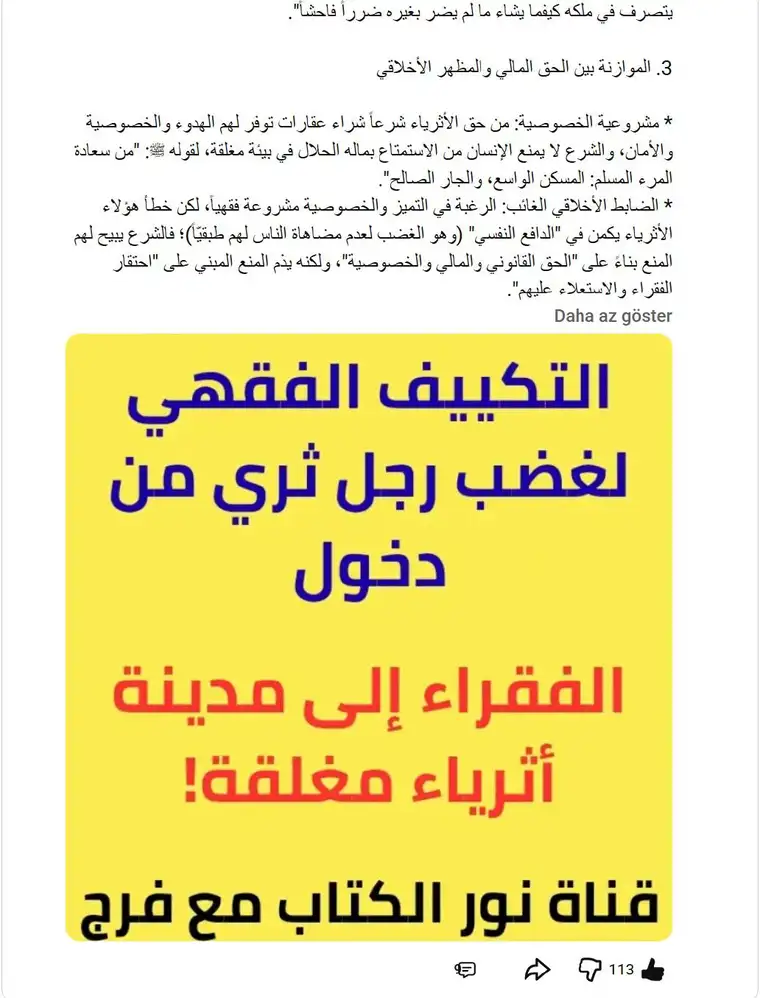 يتصرف في ملكه كيفما يشاء ما لم يضر بغيره ضرراً فاحشاً".
3. الموازنة بين الحق المالي والمظهر الأخلاقي
* مشروعية الخصوصية: من حق الأثرياء شرعاً شراء عقارات توفر لهم الهدوء والخصوصية
والأمان، والشرع لا يمنع الإنسان من الاستمتاع بماله الحلال في بيئة مغلقة، لقوله ﷺ: "من سعادة
المرء المسلم: المسكن الواسع، والجار الصالح".
* الضابط الأخلاقي الغائب: الرغبة في التميز والخصوصية مشروعة فقهياً، لكن خطأ هؤلاء
الأثرياء يكمن في "الدافع النفسي" (وهو الغضب لعدم مضاهاة الناس لهم طبقيّاً)؛ فالشرع يبيح لهم
المنع بناءً على "الحق القانوني والمالي والخصوصية"، ولكنه يذم المنع المبني على "احتقار
الفقراء والاستعلاء عليهم".
Daha az göster
التكييف الفقهي
لغضب رجل ثري من
دخول
الفقراء إلى مدينة
أثرياء مغلقة!
قناة نور الكتاب مع فرج
113
9